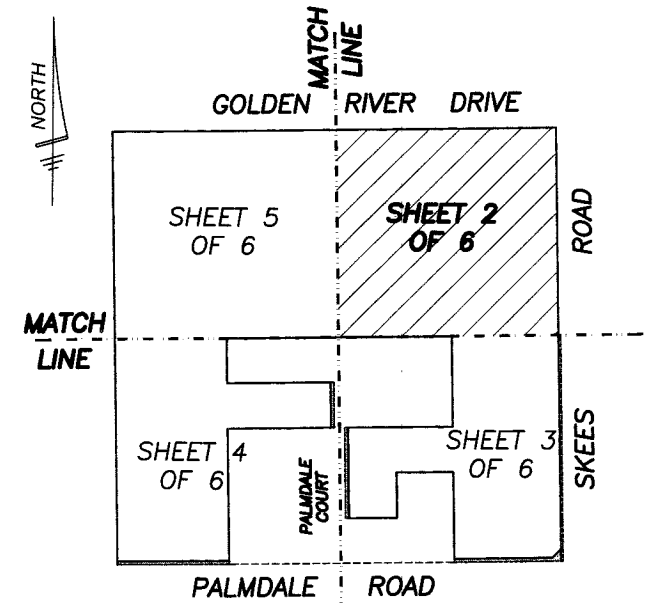 MATCH
LINE
NORTH
GOLDEN RIVER DRIVE
SHEET 5
OF 6
SHEET 2
OF 6
ROAD
MATCH
LINE
SHEET 4
OF 6
PALMDALE
COURT
SHEET 3
OF 6
SKEES
PALMDALE ROAD